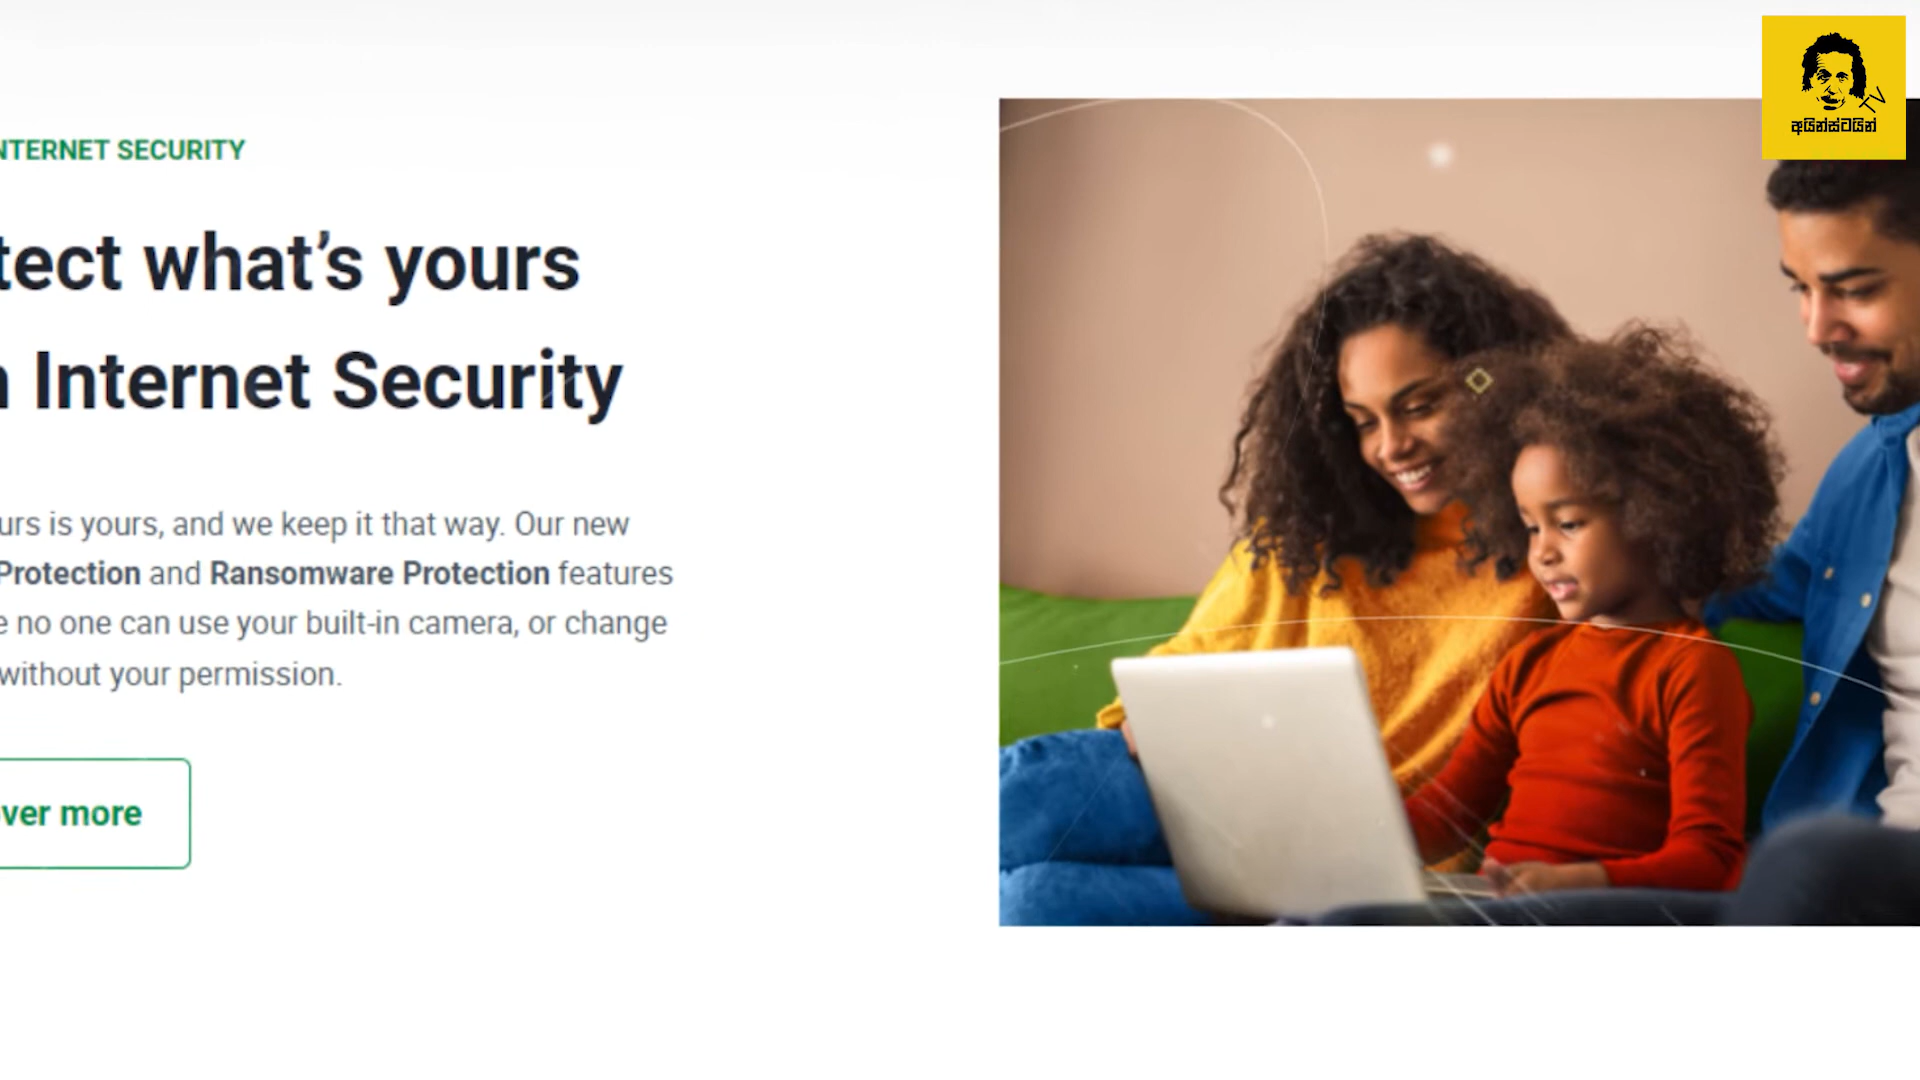 NTERNET SECURITY
tect what's yours
n Internet Security
urs is yours, and we keep it that way. Our new
Protection and Ransomware Protection features
e no one can use your built-in camera, or change
without your permission.
ver more
TV
අයින්ස්ටයින්